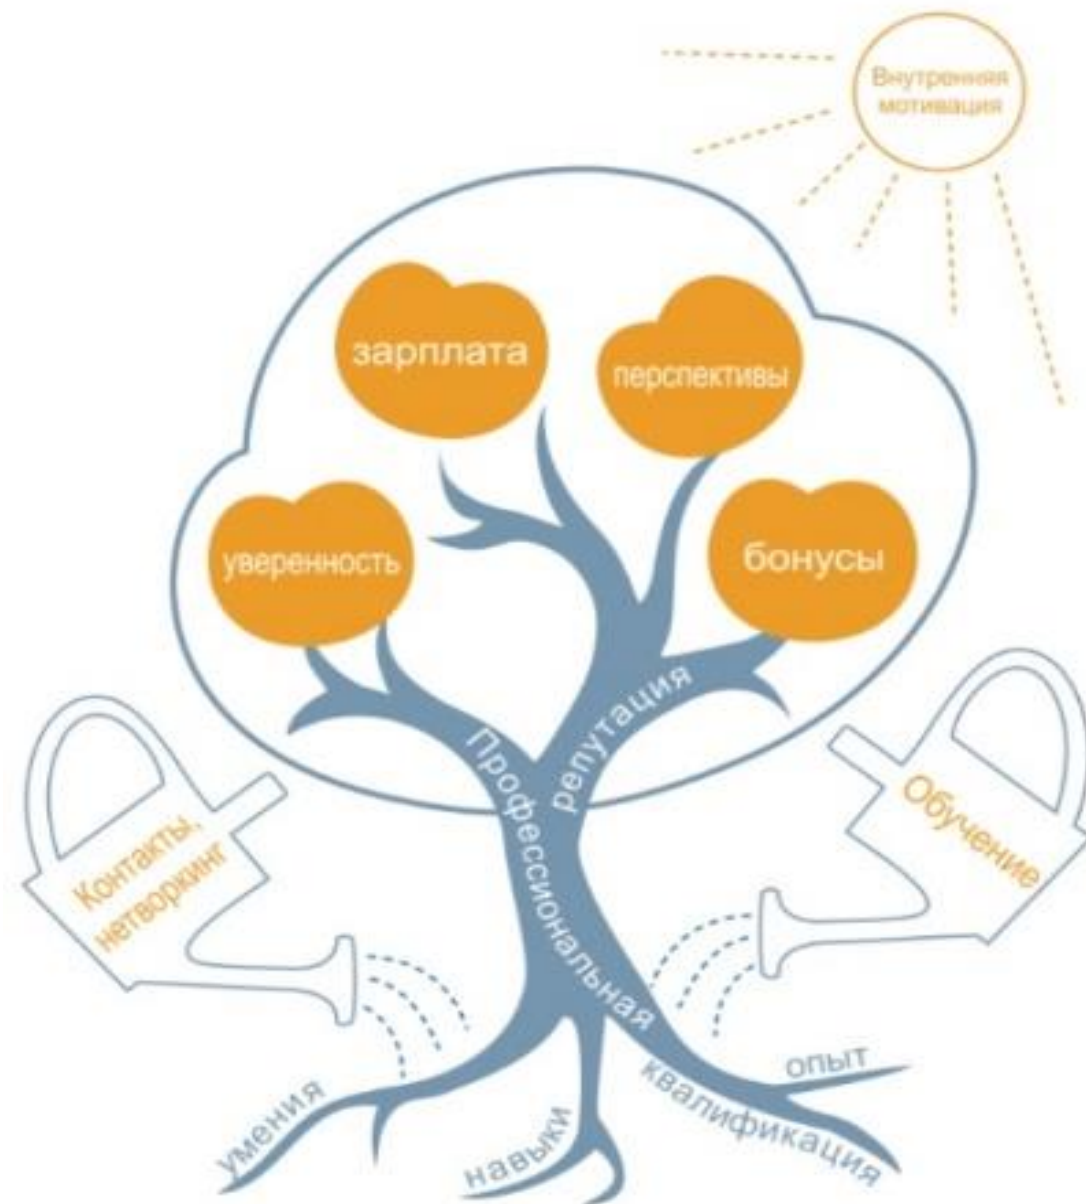 Внутренняя
мотивация
зарплата
перспективы
уверенность
бонусы
Профессиональная
репутация
Контакты,
нетворкинг
Обучение
умения
навыки
квалификация
опыт